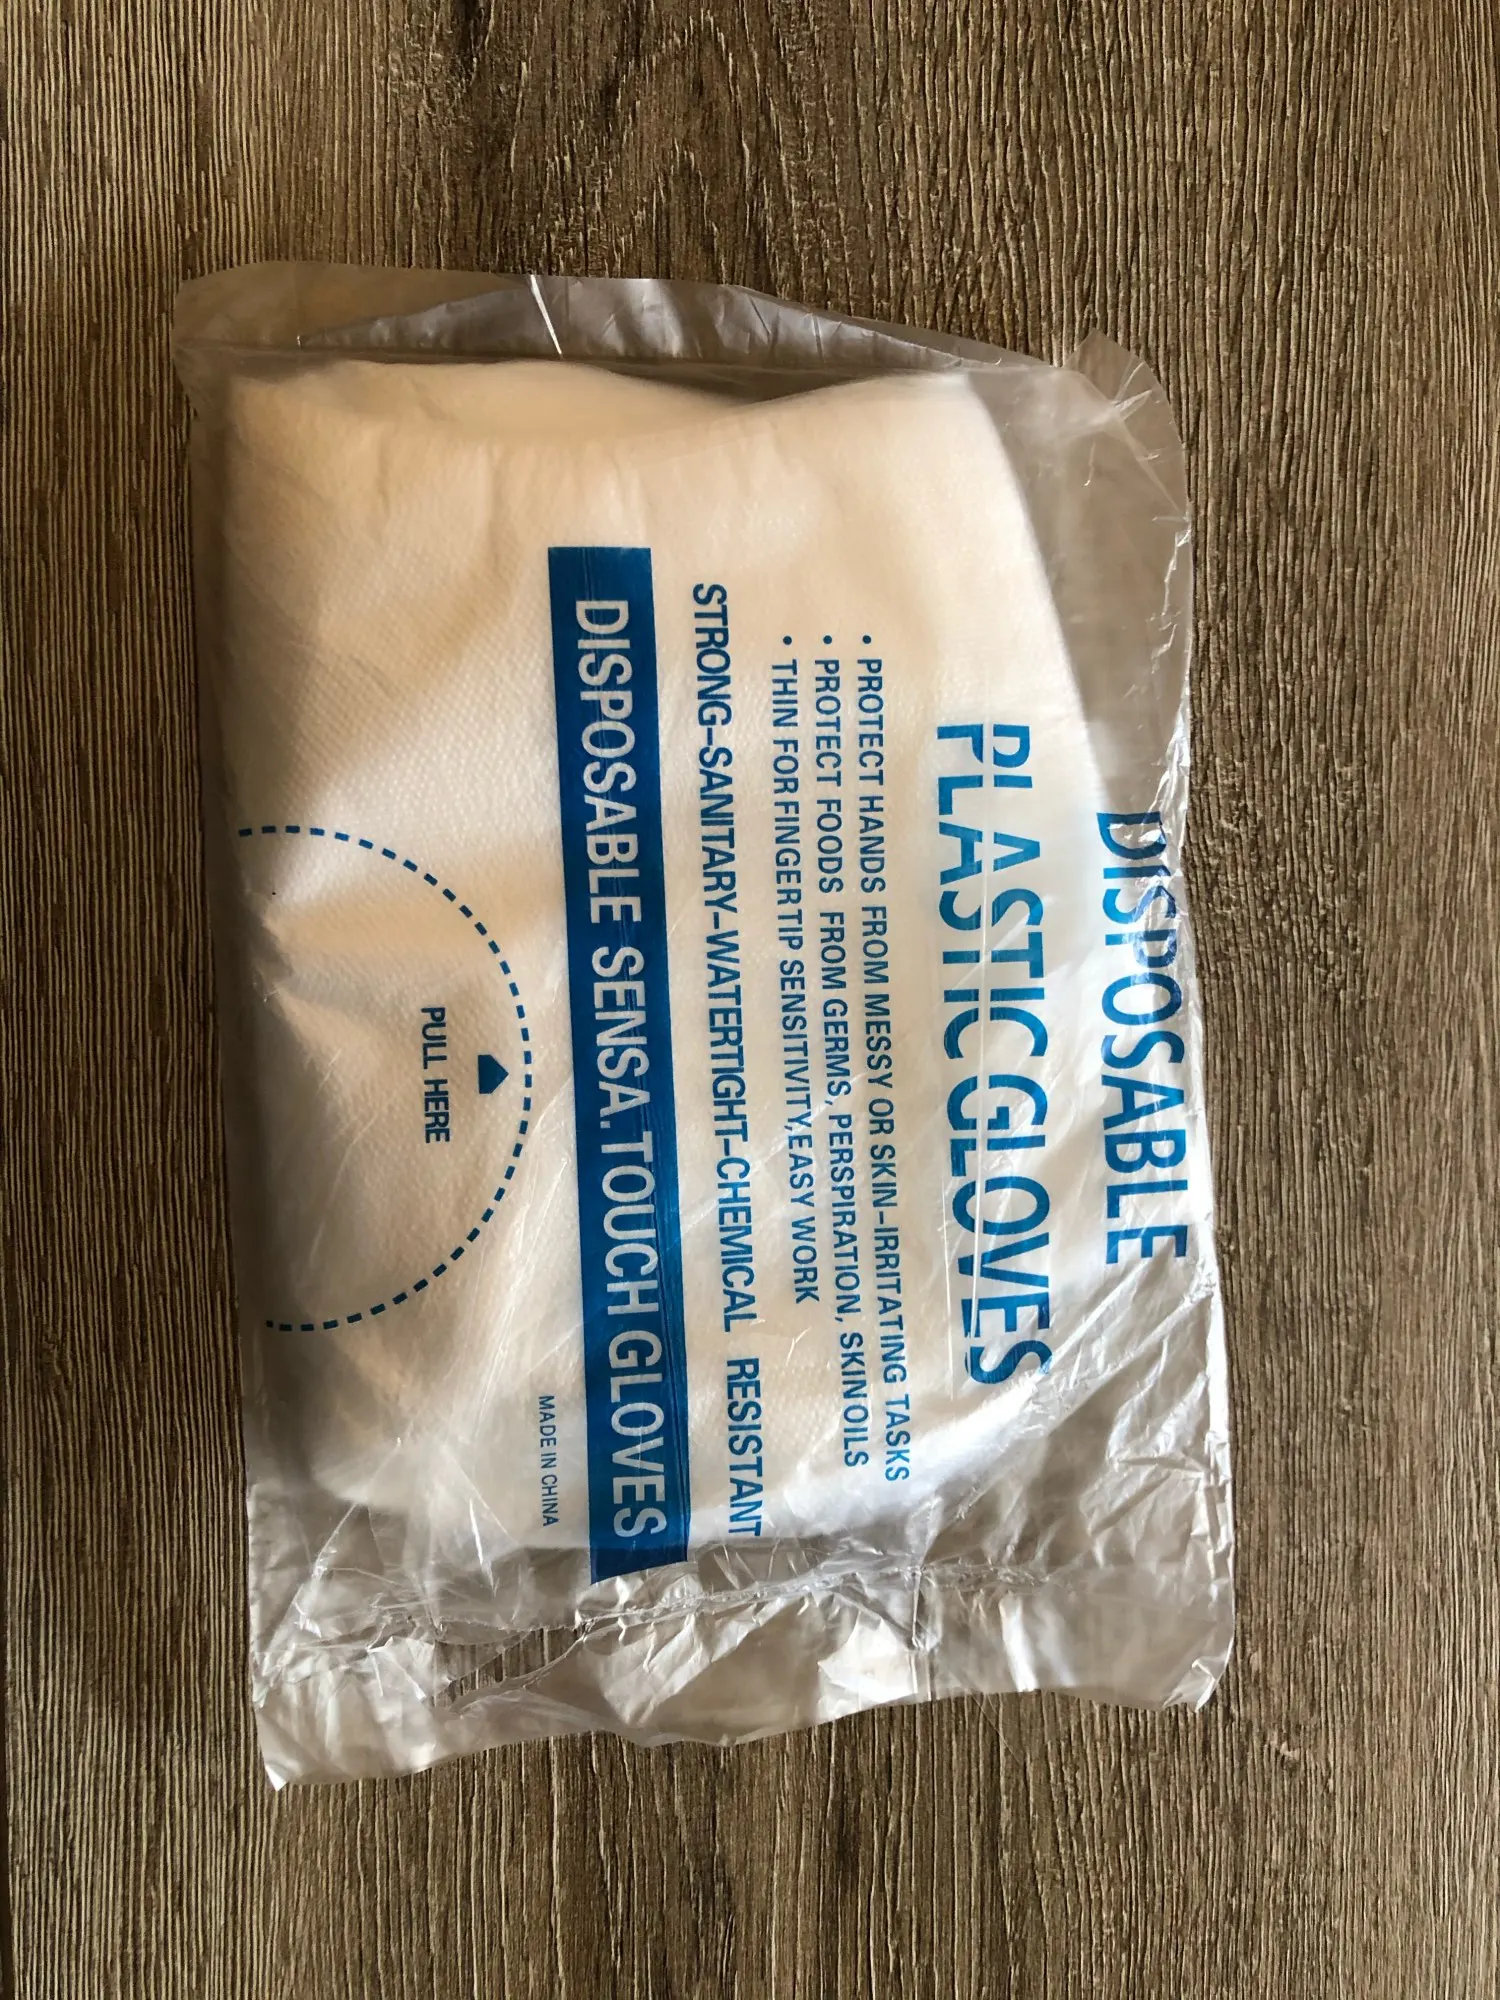 DISPOSABLE
PLASTIC GLOVES
• PROTECT HANDS FROM MESSY OR SKIN-IRRITATING TASKS
• PROTECT FOODS FROM GERMS, PERSPIRATION, SKIN OILS
• THIN FOR FINGERTIP SENSITIVITY, EASY WORK
STRONG-SANITARY-WATERTIGHT-CHEMICAL RESISTANT
DISPOSABLE SENSA.TOUCH GLOVES
MADE IN CHINA
PULL HERE